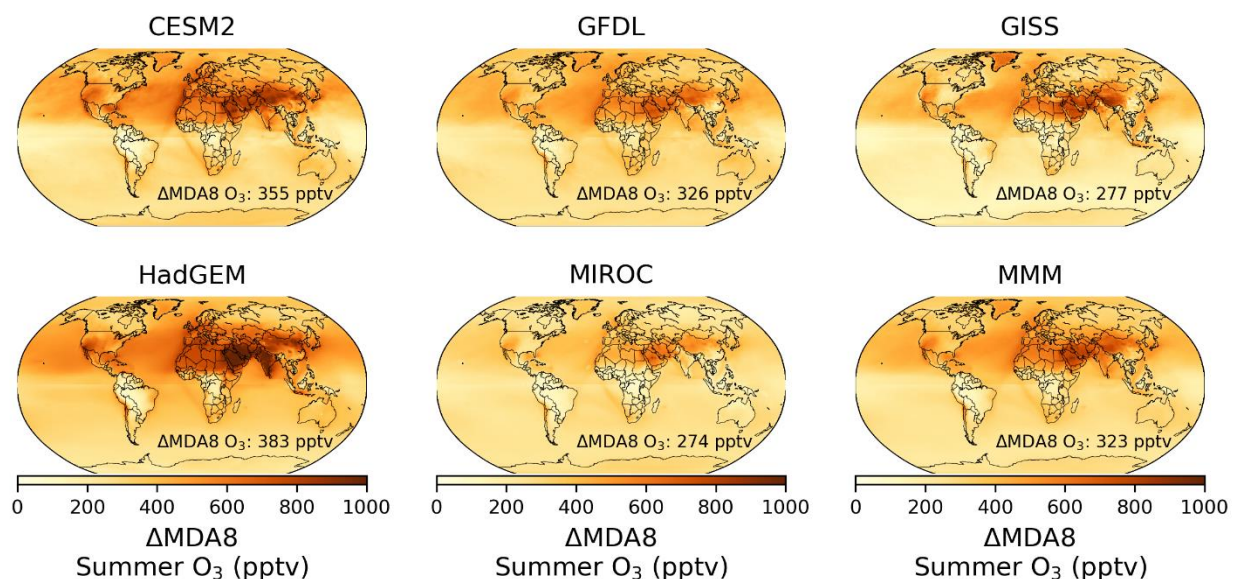 CESM2
GFDL
GISS
ΔMDA8 O₃: 355 pptv
ΔMDA8 O₃: 326 pptv
ΔMDA8 O₃: 277 pptv
HadGEM
MIROC
MMM
ΔMDA8 O₃: 383 pptv
ΔMDA8 O₃: 274 pptv
ΔMDA8 O₃: 323 pptv
0 200 400 600 800 1000
0 200 400 600 800 1000
0 200 400 600 800 1000
ΔMDA8
Summer O₃ (pptv)
ΔMDA8
Summer O₃ (pptv)
ΔMDA8
Summer O₃ (pptv)